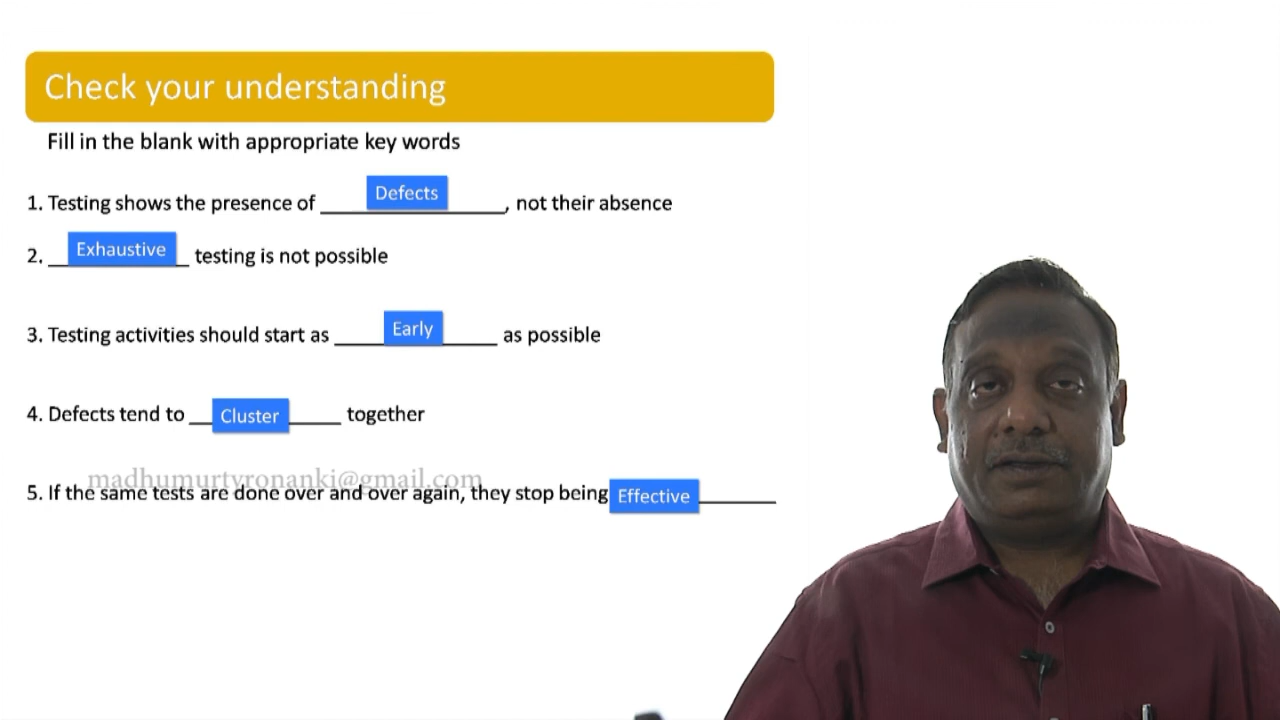 Check your understanding
Fill in the blank with appropriate key words
1. Testing shows the presence of Defects, not their absence
2. Exhaustive testing is not possible
3. Testing activities should start as Early as possible
4. Defects tend to Cluster together
madhumurtyronanki@gmail.com
5. If the same tests are done over and over again, they stop being Effective